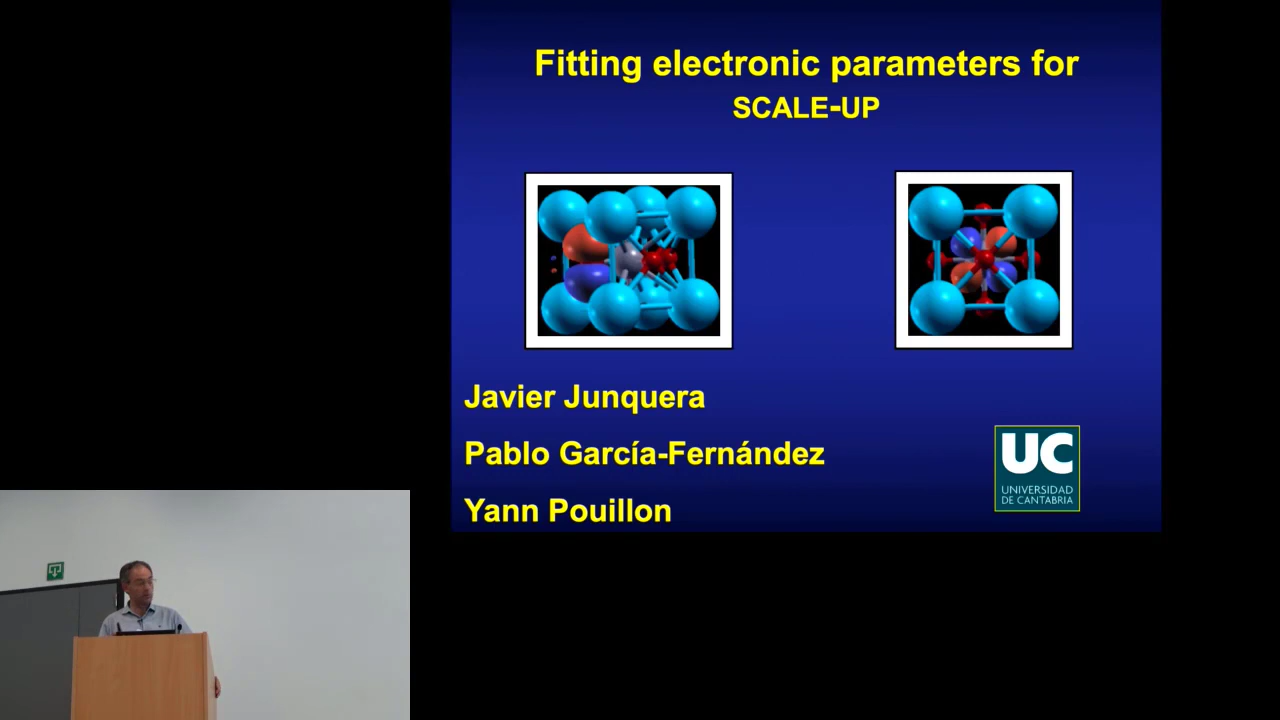 Fitting electronic parameters for
SCALE-UP
Javier Junquera
Pablo García-Fernández
Yann Pouillon
UC
UNIVERSIDAD
DE CANTABRIA